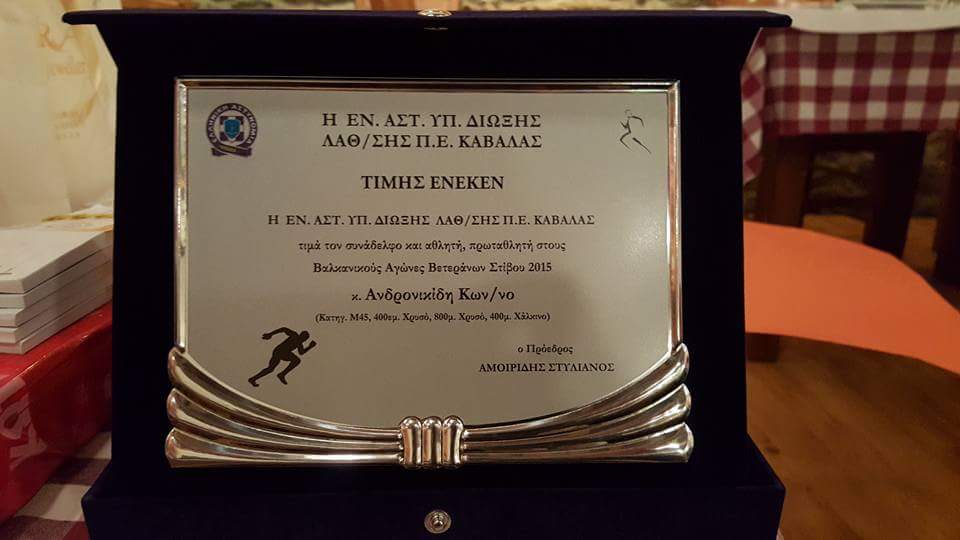 Η ΕΝ. ΑΣΤ. ΥΠ. ΔΙΩΞΗΣ
ΛΑΘ/ΣΗΣ Π.Ε. ΚΑΒΑΛΑΣ
ΕΛΛΗΝΙΚΗ ΑΣΤΥΝΟΜΙΑ
ΤΙΜΗΣ ΕΝΕΚΕΝ
Η ΕΝ. ΑΣΤ. ΥΠ. ΔΙΩΞΗΣ ΛΑΘ/ΣΗΣ Π.Ε. ΚΑΒΑΛΑΣ
τιμά τον συνάδελφο και αθλητή, πρωταθλητή στους
Βαλκανικούς Αγώνες Βετεράνων Στίβου 2015
κ. Ανδρονικίδη Κων/νο
(Κατηγ. Μ45, 400εμ. Χρυσό, 800μ. Χρυσό, 400μ. Χάλκινο)
ο Πρόεδρος
ΑΜΟΙΡΙΔΗΣ ΣΤΥΛΙΑΝΟΣ